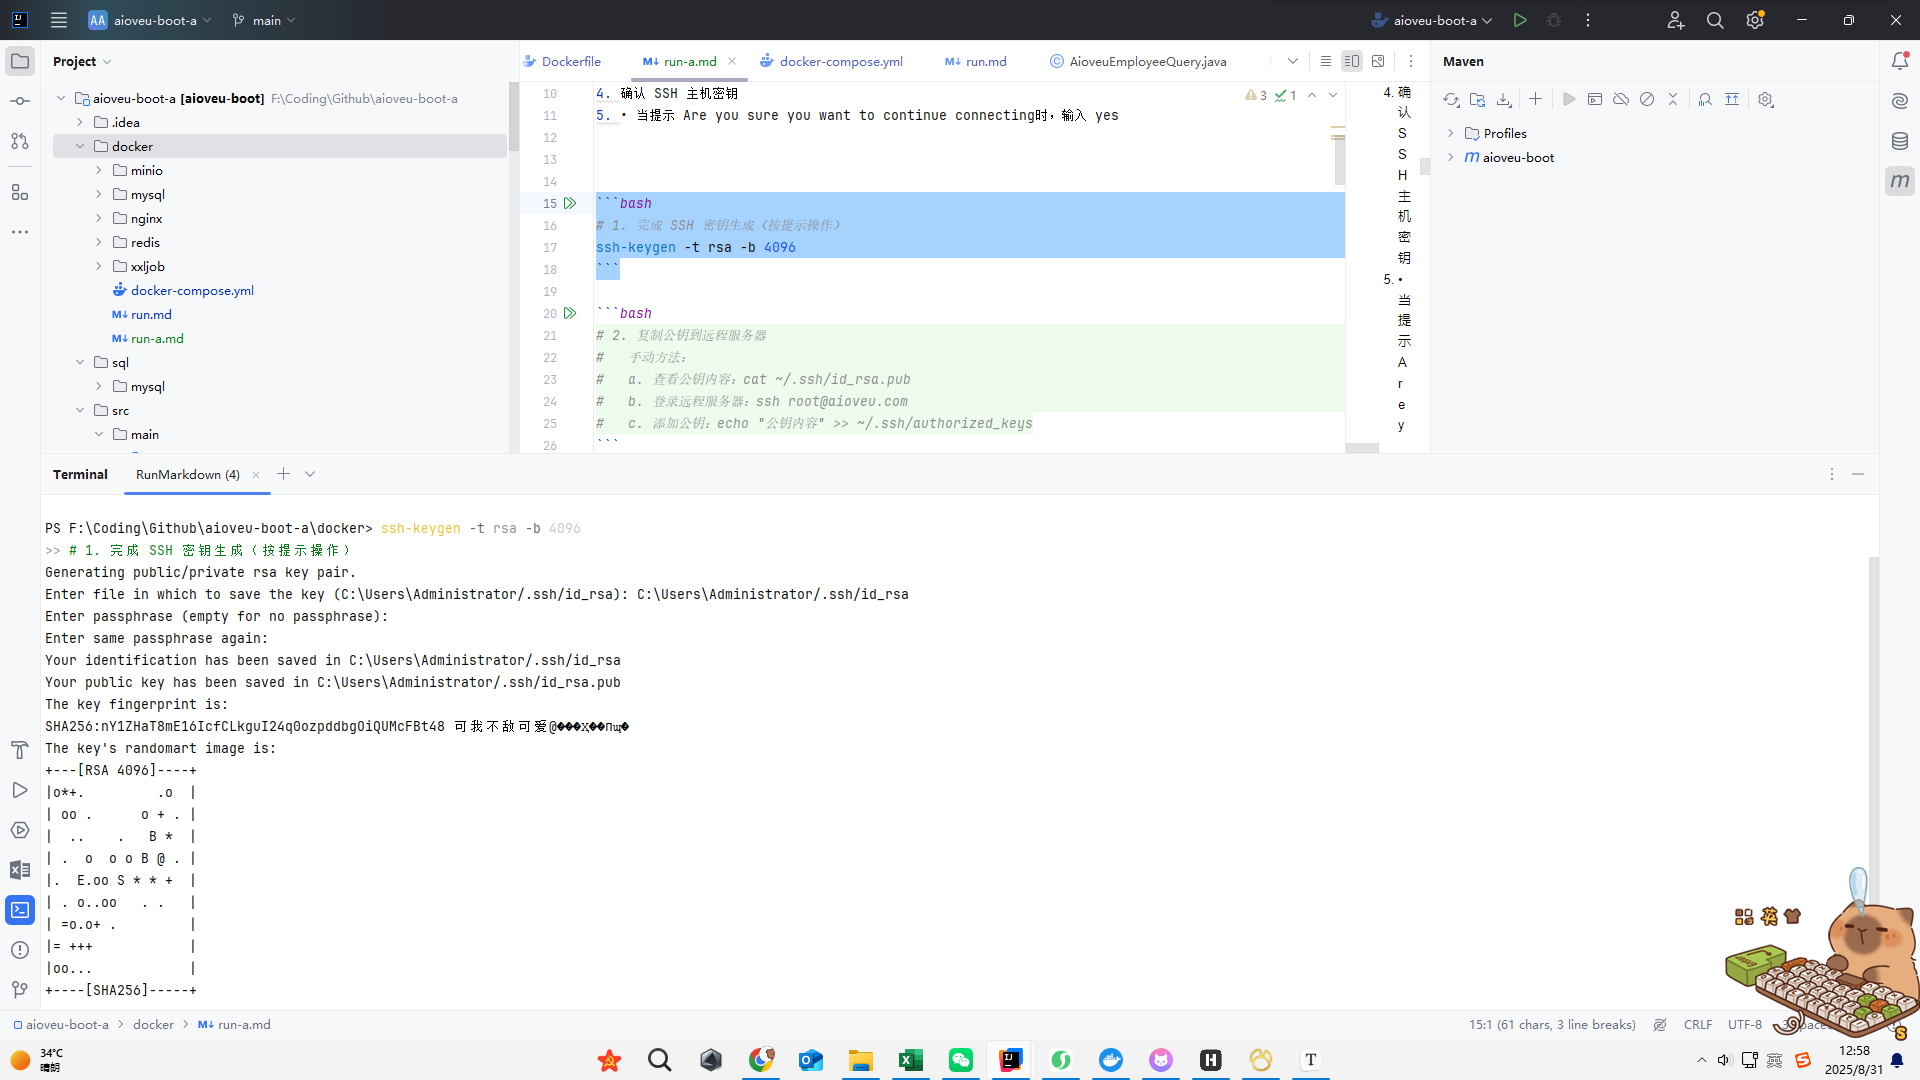 AA aioveu-boot-a main aioveu-boot-a
Project
aioveu-boot-a [aioveu-boot] F:\Coding\Github\aioveu-boot-a
.idea
docker
minio
mysql
nginx
redis
xxljob
docker-compose.yml
run.md
run-a.md
sql
mysql
src
main
Dockerfile run-a.md docker-compose.yml run.md AioveuEmployeeQuery.java
3 1
10 4. 确认 SSH 主机密钥
11 5. • 当提示 Are you sure you want to continue connecting时，输入 yes
12
13
14
15 ```bash
16 # 1. 完成 SSH 密钥生成（按提示操作）
17 ssh-keygen -t rsa -b 4096
18 ```
19
20 ```bash
21 # 2. 复制公钥到远程服务器
22 #   手动方法：
23 #   a. 查看公钥内容：cat ~/.ssh/id_rsa.pub
24 #   b. 登录远程服务器：ssh root@aioveu.com
25 #   c. 添加公钥：echo "公钥内容" >> ~/.ssh/authorized_keys
26 ```
4. 确
认
S
S
H
主
机
密
钥
5. •
当
提
示
A
r
e
y
Maven
Profiles
aioveu-boot
Terminal RunMarkdown (4)
PS F:\Coding\Github\aioveu-boot-a\docker> ssh-keygen -t rsa -b 4096
>> # 1. 完成 SSH 密钥生成（按提示操作）
Generating public/private rsa key pair.
Enter file in which to save the key (C:\Users\Administrator/.ssh/id_rsa): C:\Users\Administrator/.ssh/id_rsa
Enter passphrase (empty for no passphrase):
Enter same passphrase again:
Your identification has been saved in C:\Users\Administrator/.ssh/id_rsa
Your public key has been saved in C:\Users\Administrator/.ssh/id_rsa.pub
The key fingerprint is:
SHA256:nY1ZHaT8mE16IcfCLkguI24q0ozpddbgOiQUMcFBt48 可我不敌可爱@
The key's randomart image is:
+---[RSA 4096]----+
|o*+.         .o  |
| oo .      o + . |
|  ..    .   B *  |
| .  o  o o B @ . |
|.  E.oo S * * +  |
| . o..oo   . .   |
| =o.o+ .         |
|= +++            |
|oo...            |
+----[SHA256]-----+
aioveu-boot-a > docker > run-a.md
15:1 (61 chars, 3 line breaks) CRLF UTF-8
34°C
晴朗
英
12:58
2025/8/31